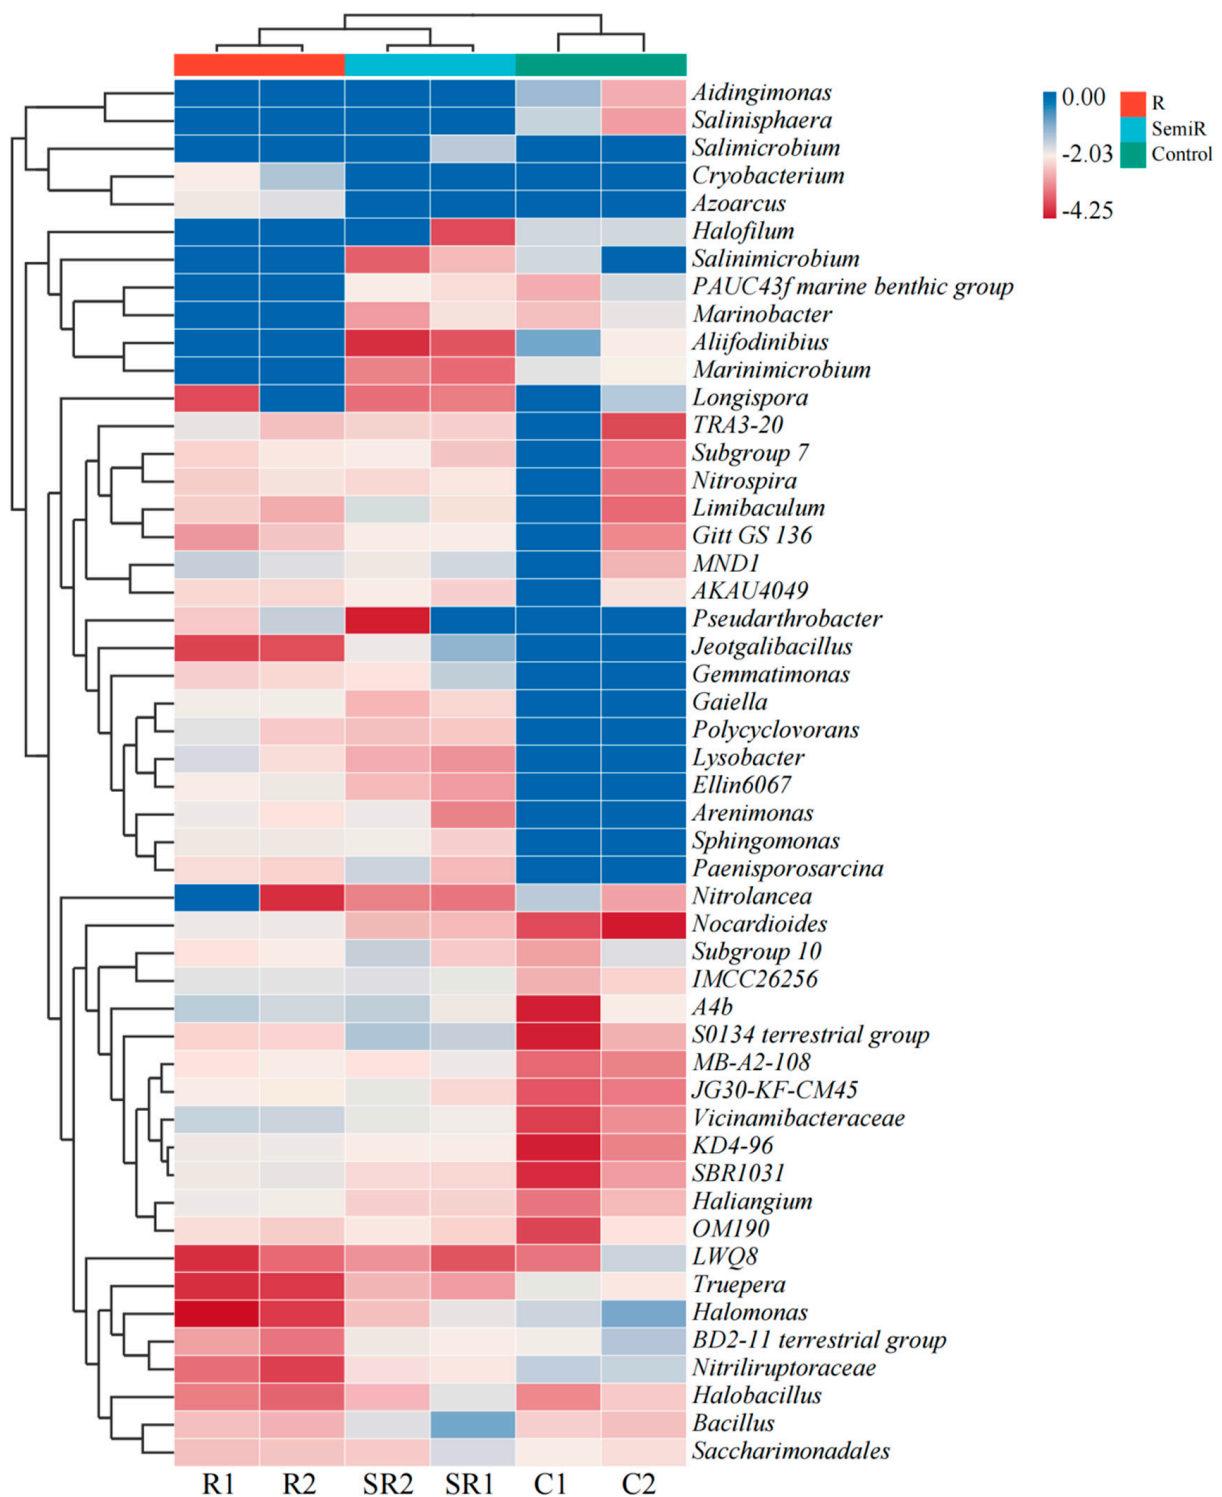 Aidingimonas
Salinisphaera
Salimicrobium
Cryobacterium
Azoarcus
Halofilum
Salinimicrobium
PAUC43f marine benthic group
Marinobacter
Aliifodinibius
Marinimicrobium
Longispora
TRA3-20
Subgroup 7
Nitrospira
Limibaculum
Gitt GS 136
MND1
AKAU4049
Pseudarthrobacter
Jeotgalibacillus
Gemmatimonas
Gaiella
Polycyclovorans
Lysobacter
Ellin6067
Arenimonas
Sphingomonas
Paenisporosarcina
Nitrolancea
Nocardioides
Subgroup 10
IMCC26256
A4b
S0134 terrestrial group
MB-A2-108
JG30-KF-CM45
Vicinamibacteraceae
KD4-96
SBR1031
Haliangium
OM190
LWQ8
Truepera
Halomonas
BD2-11 terrestrial group
Nitriliruptoraceae
Halobacillus
Bacillus
Saccharimonadales
R1 R2 SR2 SR1 C1 C2
0.00
-2.03
-4.25
R
SemiR
Control